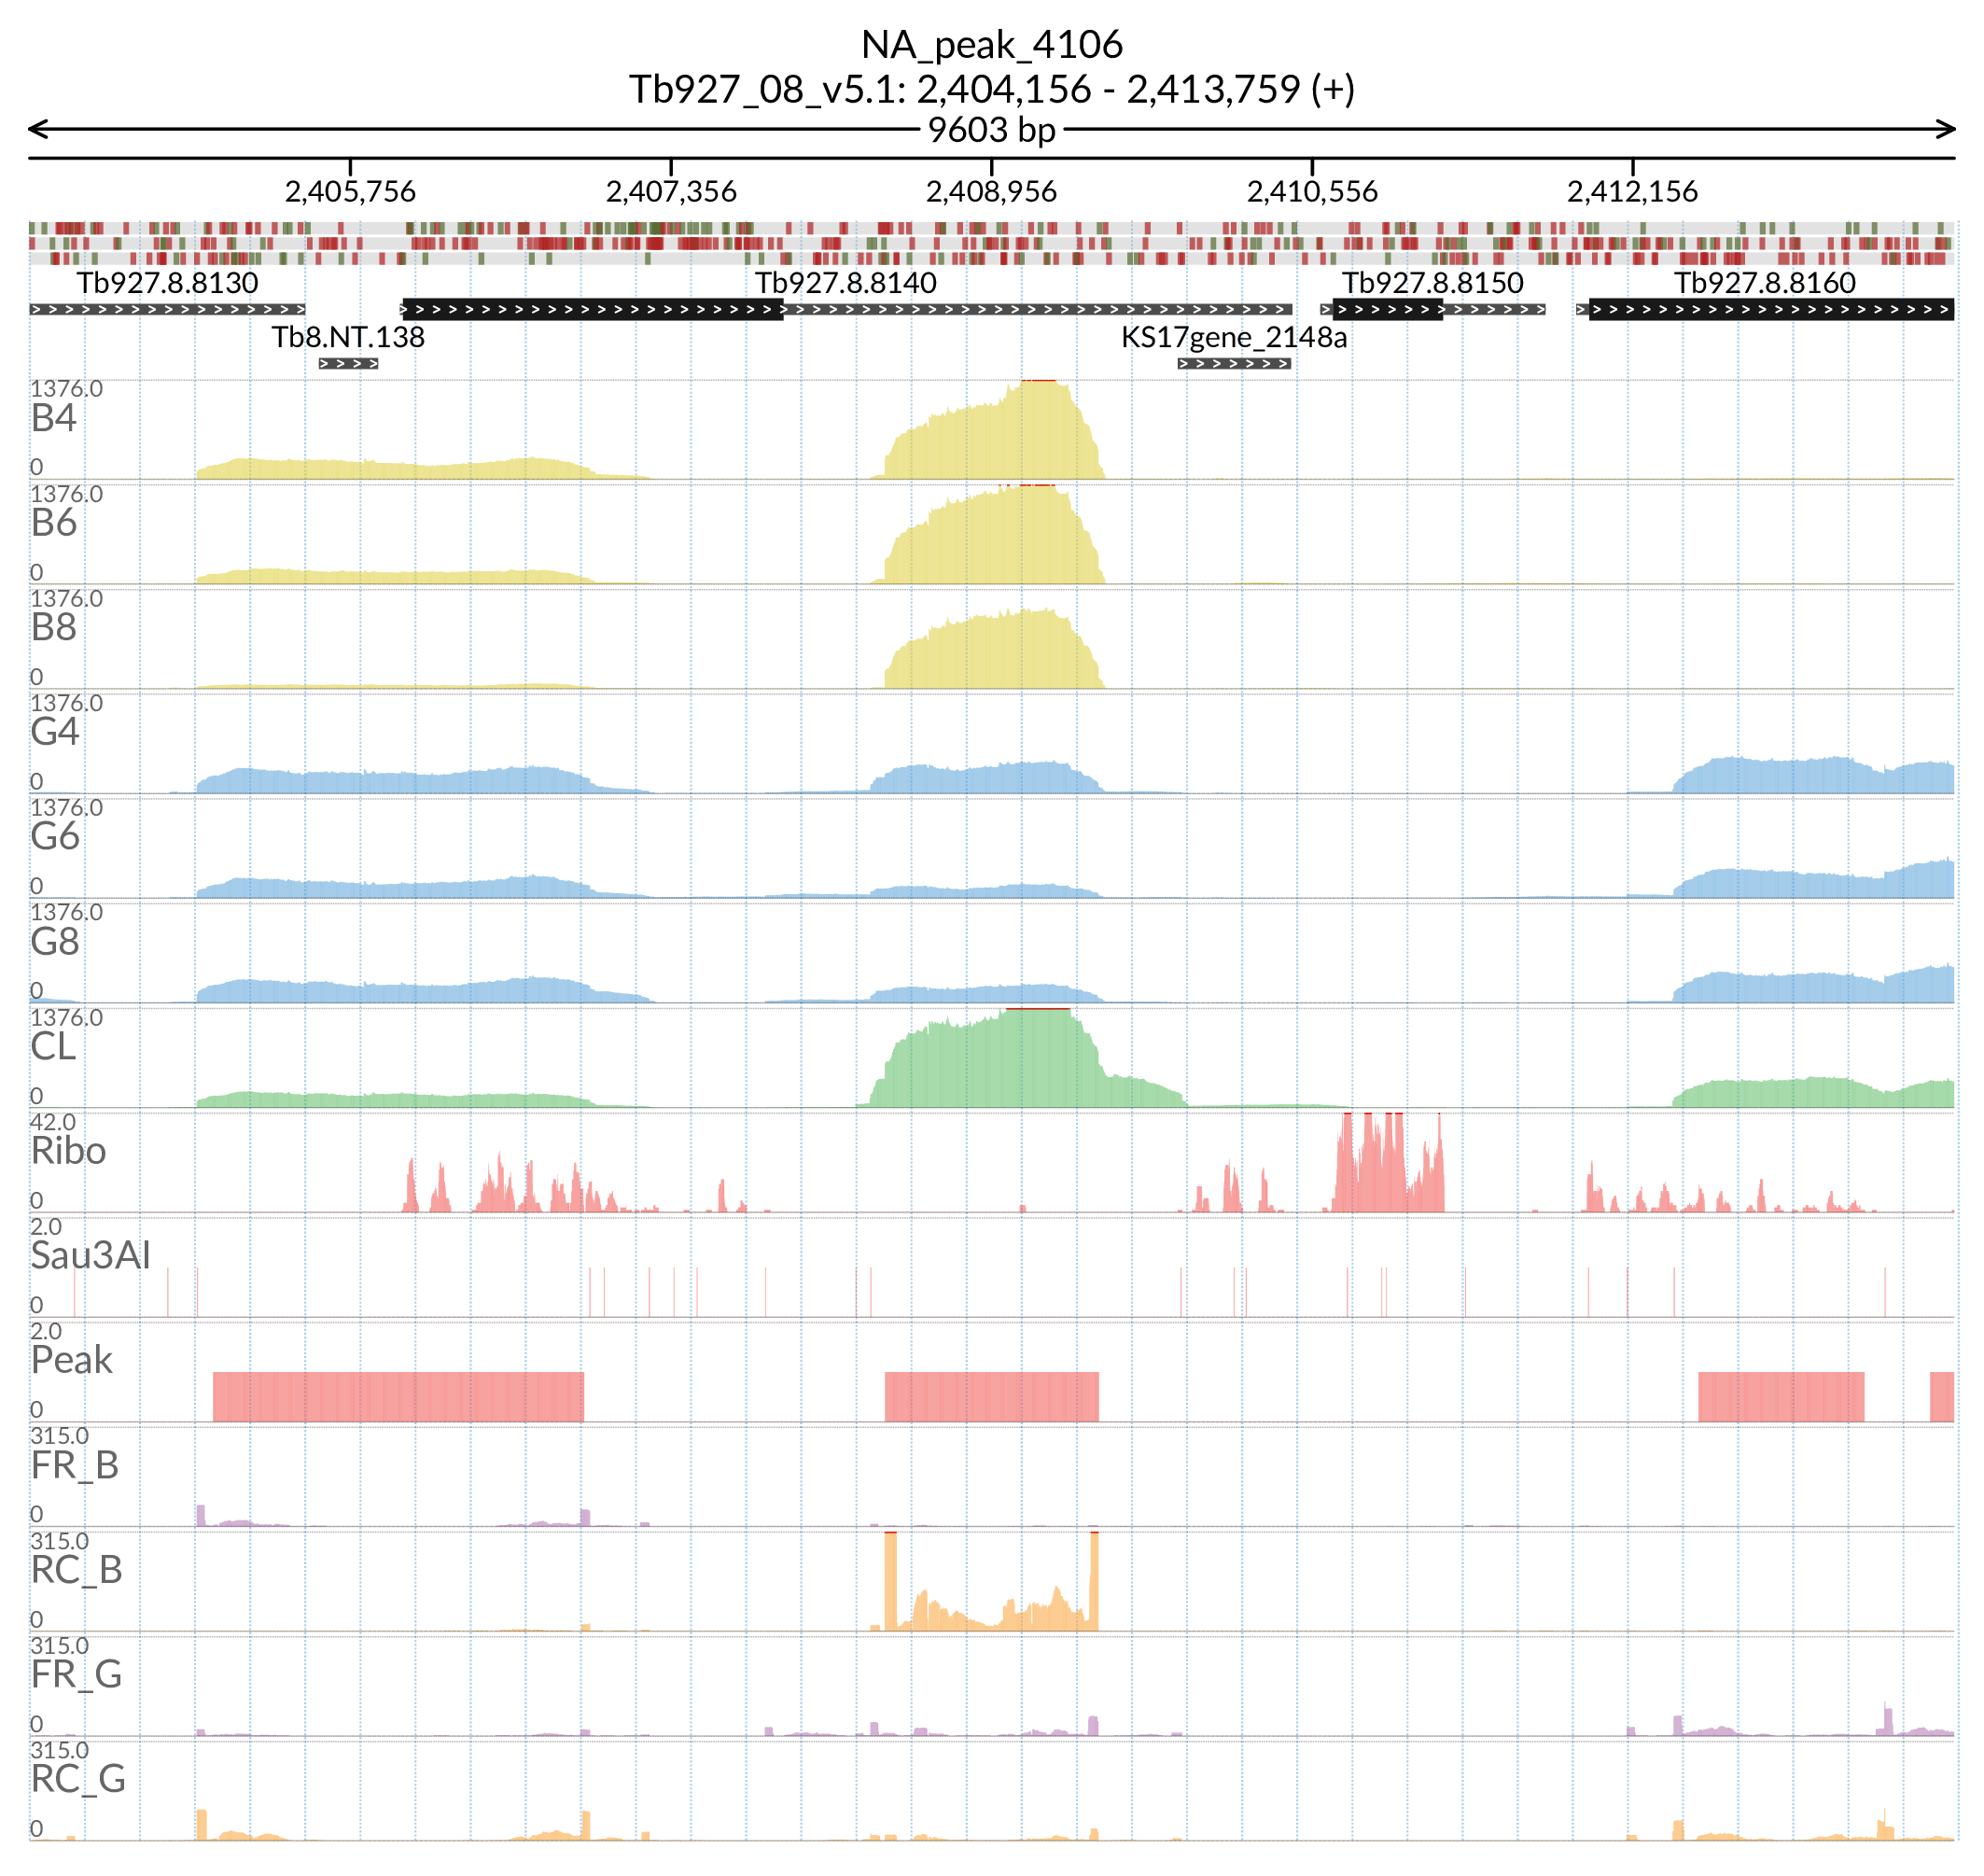 NA_peak_4106
Tb927_08_v5.1: 2,404,156 - 2,413,759 (+)
9603 bp
2,405,756 2,407,356 2,408,956 2,410,556 2,412,156
Tb927.8.8130 Tb927.8.8140 Tb927.8.8150 Tb927.8.8160
Tb8.NT.138 KS17gene_2148a
1376.0
B4
0
1376.0
B6
0
1376.0
B8
0
1376.0
G4
0
1376.0
G6
0
1376.0
G8
0
1376.0
CL
0
42.0
Ribo
0
2.0
Sau3AI
0
2.0
Peak
0
315.0
FR_B
0
315.0
RC_B
0
315.0
FR_G
0
315.0
RC_G
0